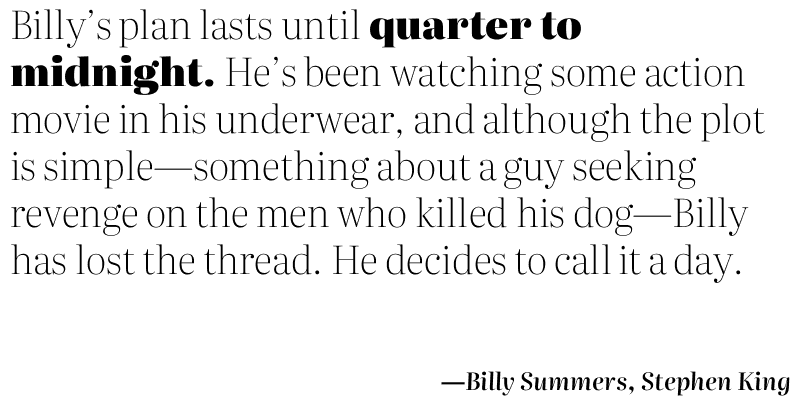 Billy’s plan lasts until quarter to
midnight. He’s been watching some action
movie in his underwear, and although the plot
is simple—something about a guy seeking
revenge on the men who killed his dog—Billy
has lost the thread. He decides to call it a day.
—Billy Summers, Stephen King